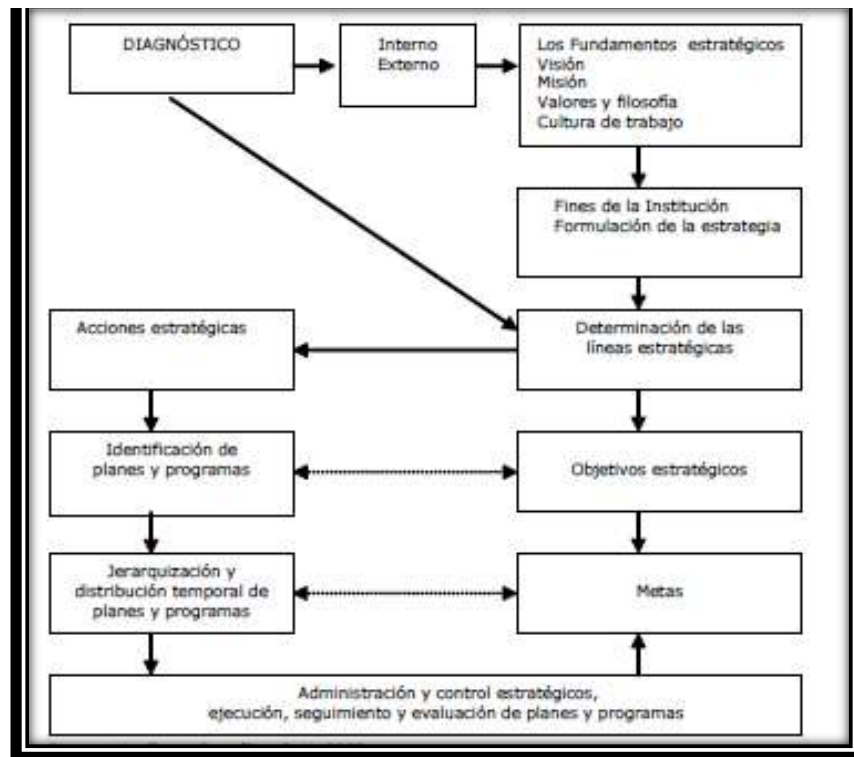 DIAGNÓSTICO
Interno
Externo
Los Fundamentos estratégicos
Visión
Misión
Valores y filosofía
Cultura de trabajo
Fines de la Institución
Formulación de la estrategia
Acciones estratégicas
Determinación de las
líneas estratégicas
Identificación de
planes y programas
Objetivos estratégicos
Jerarquización y
distribución temporal de
planes y programas
Metas
Administración y control estratégicos,
ejecución, seguimiento y evaluación de planes y programas